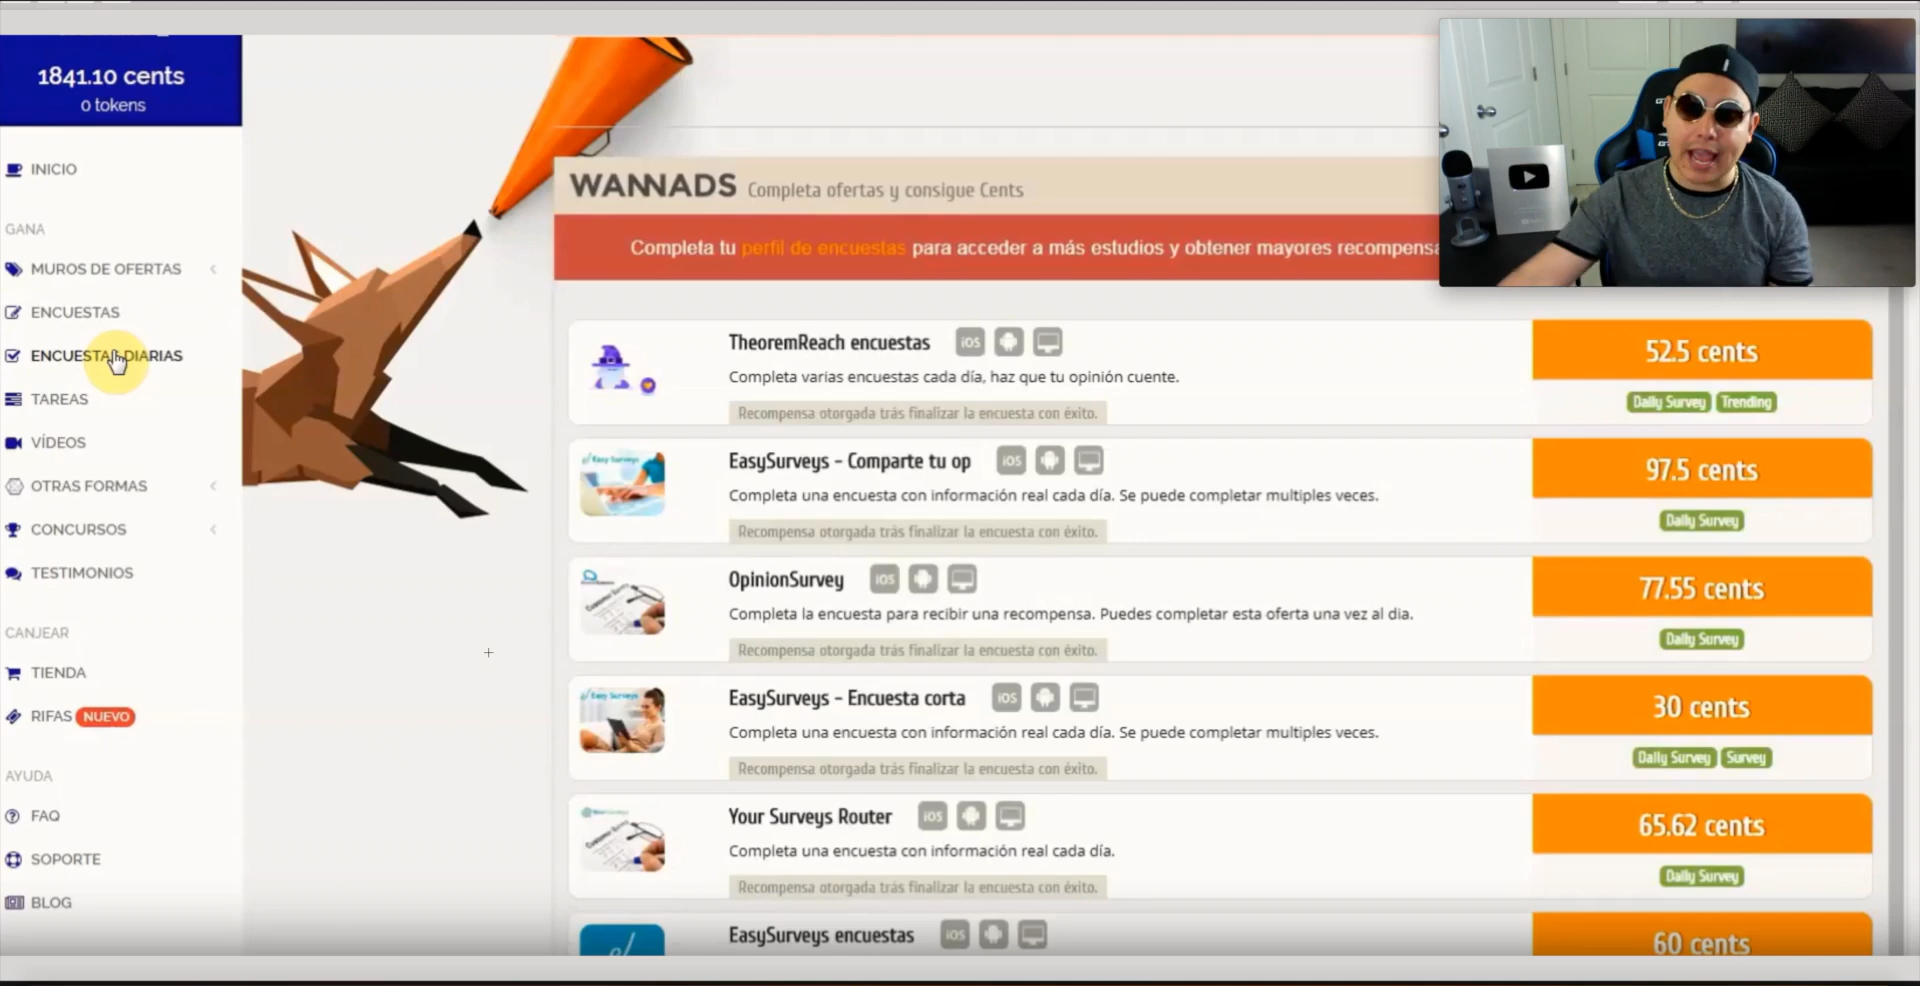 1841.10 cents
0 tokens
INICIO
GANA
MUROS DE OFERTAS
ENCUESTAS
ENCUESTAS DIARIAS
TAREAS
VÍDEOS
OTRAS FORMAS
CONCURSOS
TESTIMONIOS
CANJEAR
TIENDA
RIFAS NUEVO
AYUDA
FAQ
SOPORTE
BLOG
WANNADS Completa ofertas y consigue Cents
Completa tu perfil de encuestas para acceder a más estudios y obtener mayores recompensa
TheoremReach encuestas iOS
Completa varias encuestas cada día, haz que tu opinión cuente.
Recompensa otorgada trás finalizar la encuesta con éxito.
52.5 cents
Daily Survey Trending
Easy Surveys
EasySurveys - Comparte tu op iOS
Completa una encuesta con información real cada día. Se puede completar multiples veces.
Recompensa otorgada trás finalizar la encuesta con éxito.
97.5 cents
Daily Survey
OpinionSurvey iOS
Completa la encuesta para recibir una recompensa. Puedes completar esta oferta una vez al dia.
Recompensa otorgada trás finalizar la encuesta con éxito.
77.55 cents
Daily Survey
Easy Surveys
EasySurveys - Encuesta corta iOS
Completa una encuesta con información real cada día. Se puede completar multiples veces.
Recompensa otorgada trás finalizar la encuesta con éxito.
30 cents
Daily Survey Survey
Your Surveys Router iOS
Completa una encuesta con información real cada día.
Recompensa otorgada trás finalizar la encuesta con éxito.
65.62 cents
Daily Survey
EasySurveys encuestas iOS
60 cents